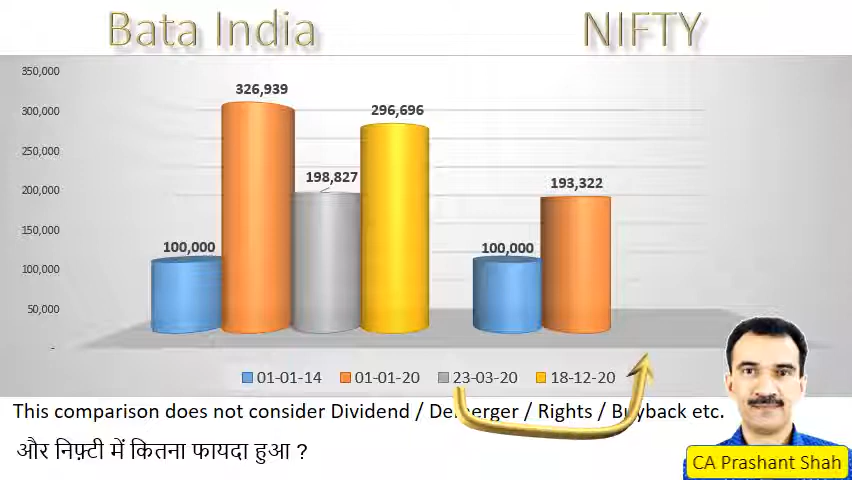 Bata India NIFTY
350,000
300,000
250,000
200,000
150,000
100,000
50,000
-
326,939
296,696
198,827
193,322
100,000
100,000
01-01-14 01-01-20 23-03-20 18-12-20
This comparison does not consider Dividend / Demerger / Rights / Buyback etc.
और निफ़्टी में कितना फायदा हुआ ?
CA Prashant Shah